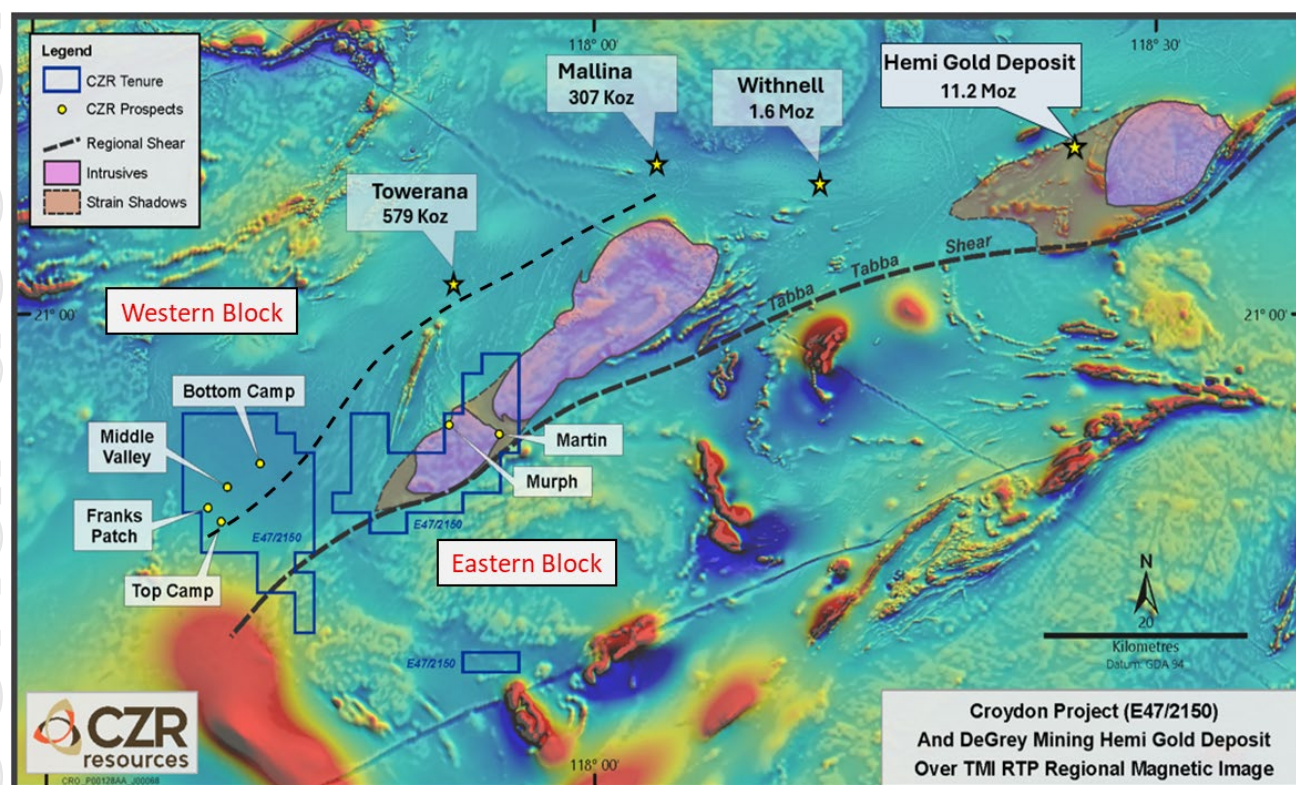 118° 00'
118° 30'
Legend
CZR Tenure
CZR Prospects
Regional Shear
Intrusives
Strain Shadows
Mallina
307 Koz
Withnell
1.6 Moz
Hemi Gold Deposit
11.2 Moz
Towerana
579 Koz
Tabba
Tabba
Shear
Western Block
21° 00'
21° 00'
Bottom Camp
Middle
Valley
Franks
Patch
Top Camp
E47/2150
Martin
Murph
E47/2150
Eastern Block
E47/2150
N
20
Kilometres
Datum: GDA 94
CZR
resources
CRO_P00128AA_J00068
118° 00'
Croydon Project (E47/2150)
And DeGrey Mining Hemi Gold Deposit
Over TMI RTP Regional Magnetic Image